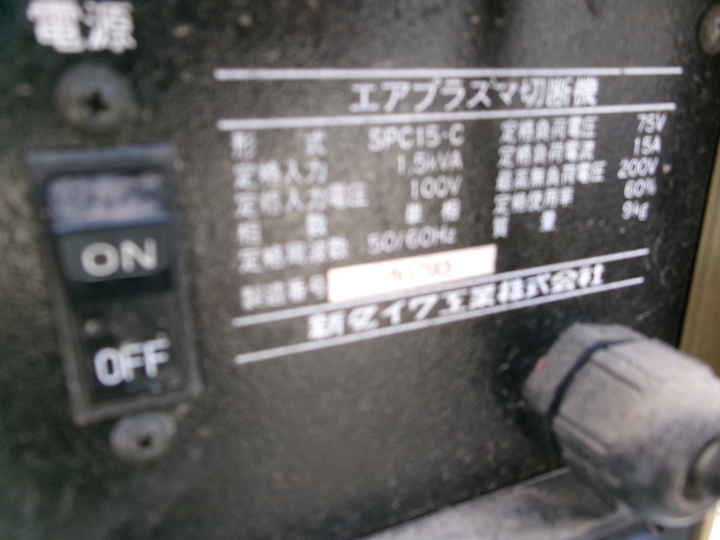 電源
ON
OFF
エアプラズマ切断機
形 式 SPC15-C
定格入力 1.5kVA
定格入力電圧 100V
相 数 単 相
定格周波数 50/60Hz
定格負荷電圧 75V
定格負荷電流 15A
最高無負荷電圧 200V
定格使用率 60%
質 量 9kg
製造番号
新ダイワ工業株式会社